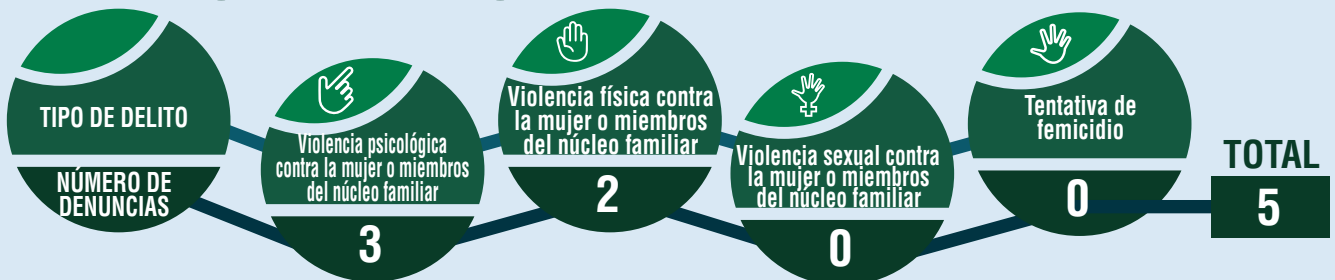 TIPO DE DELITO
NÚMERO DE
DENUNCIAS
Violencia psicológica
contra la mujer o miembros
del núcleo familiar
3
Violencia física contra
la mujer o miembros
del núcleo familiar
2
Violencia sexual contra
la mujer o miembros
del núcleo familiar
0
Tentativa de
femicidio
0
TOTAL
5